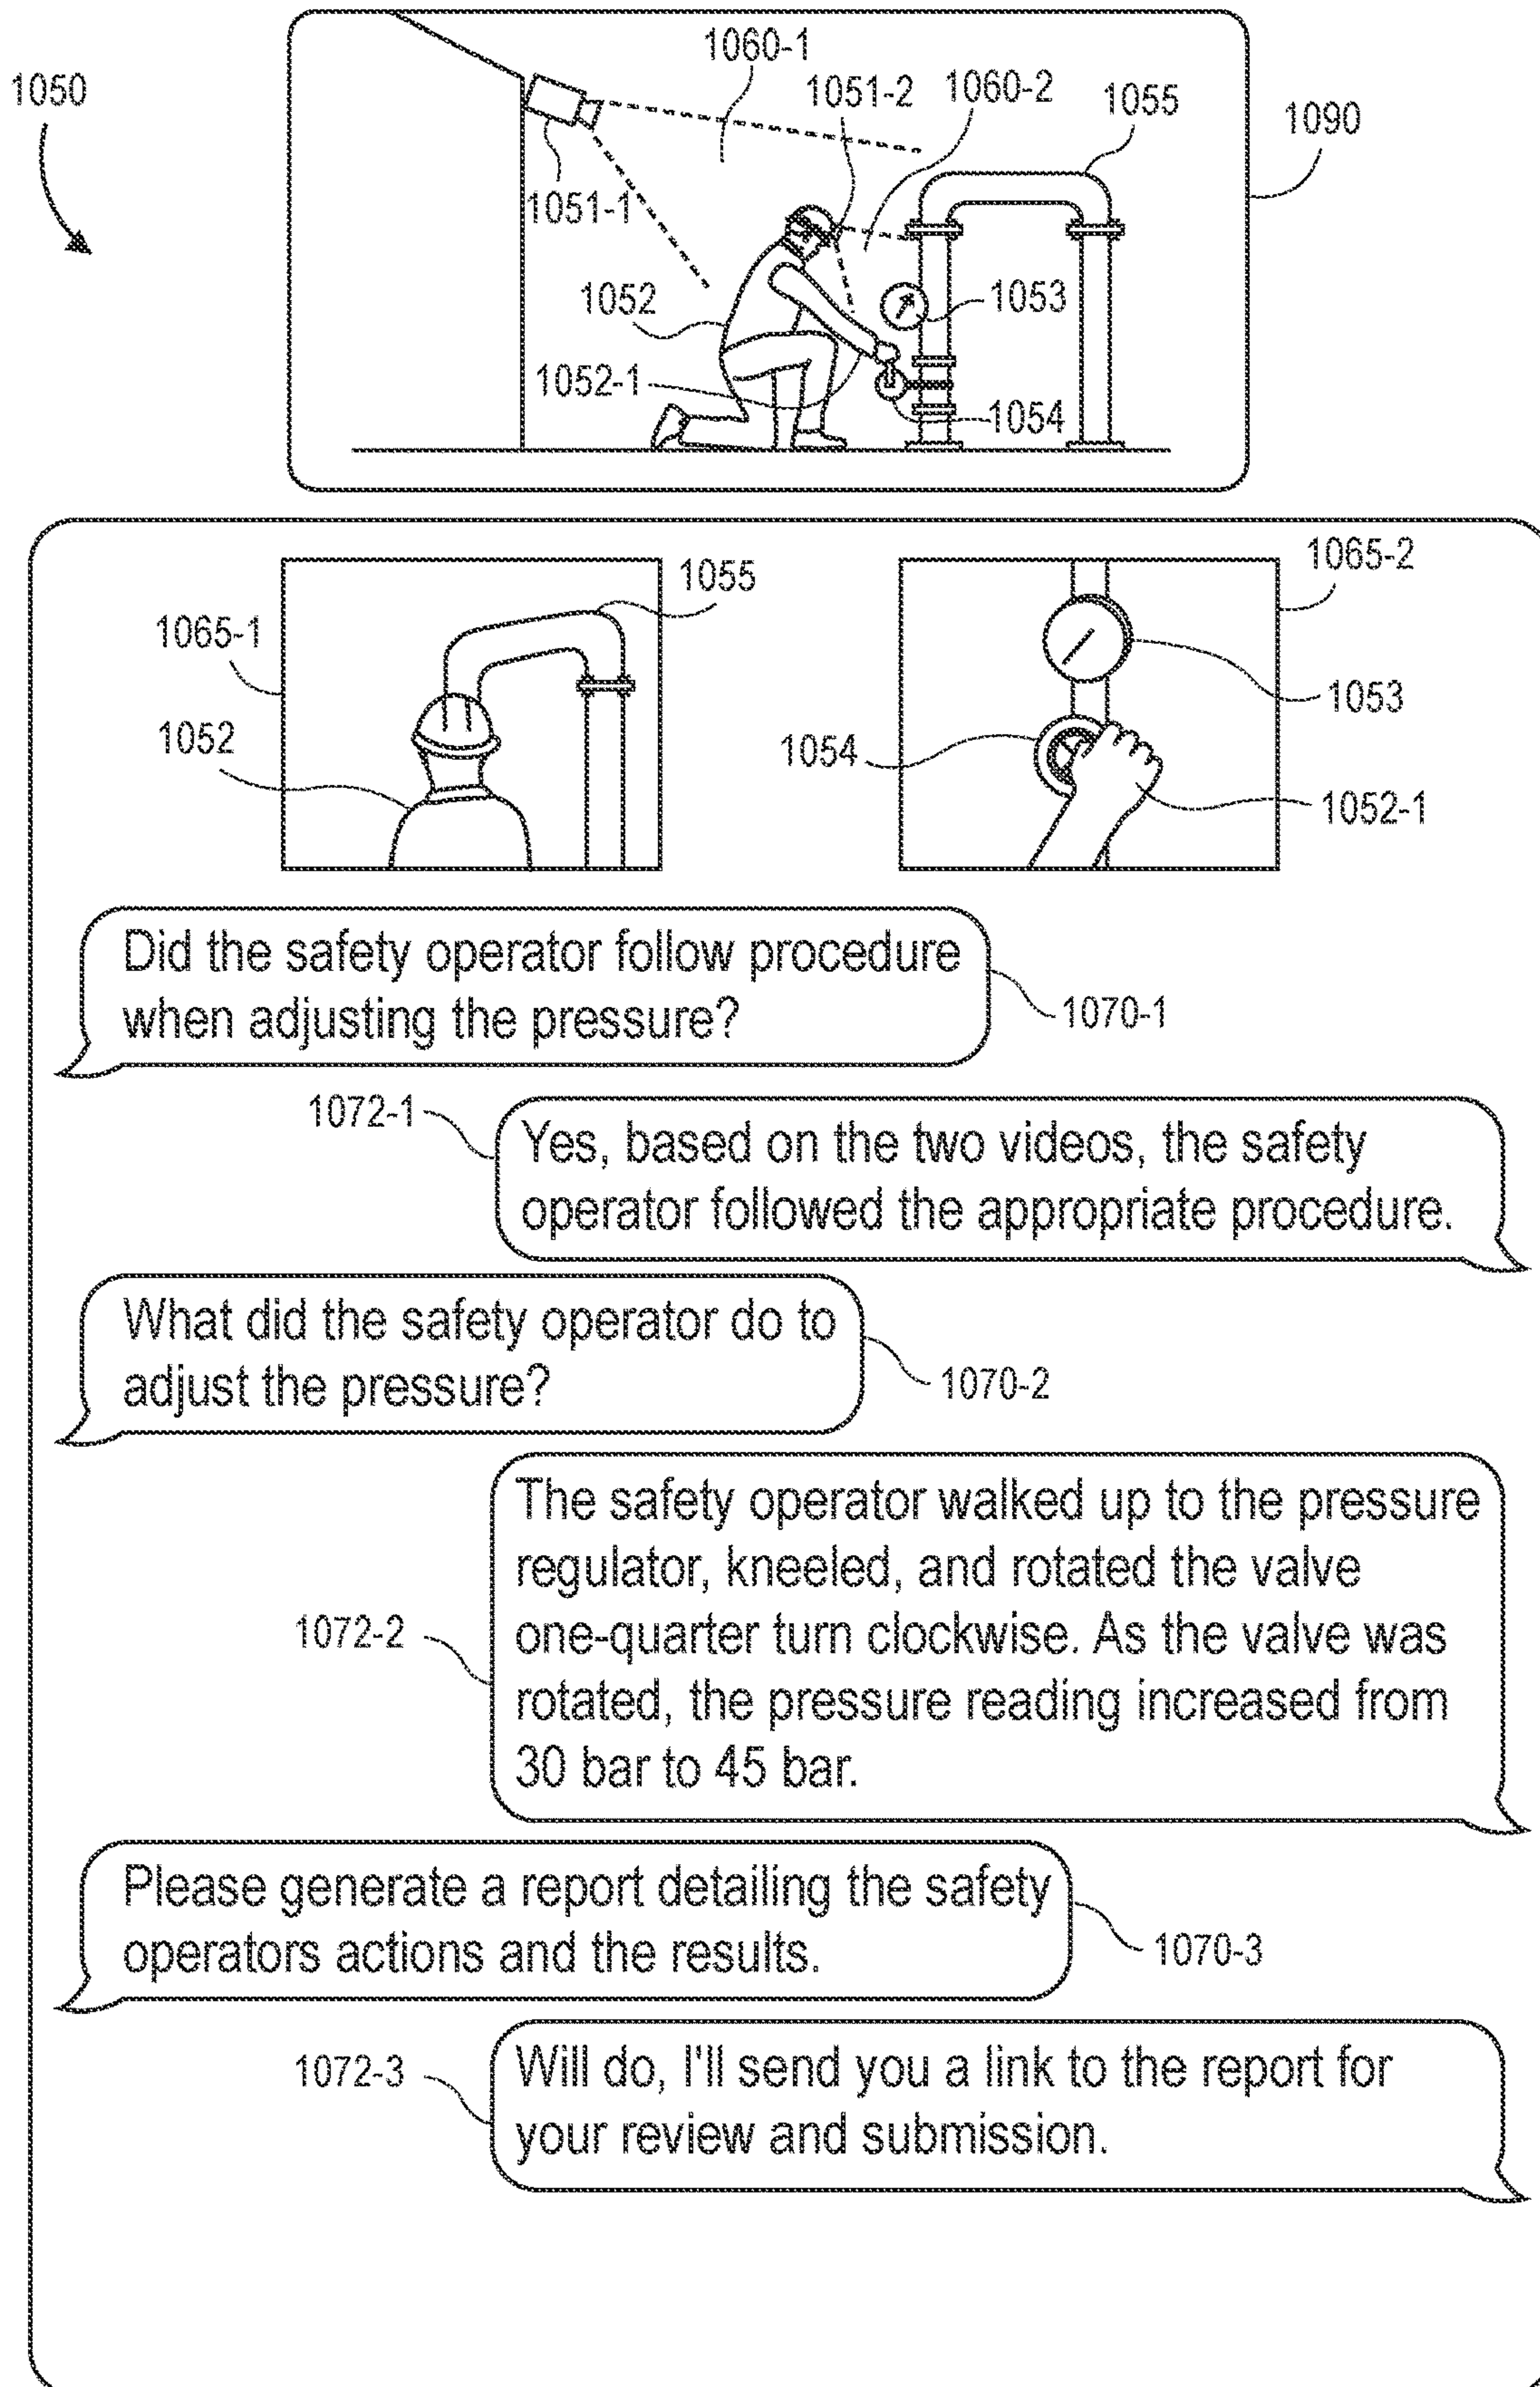 1050
1060-1
1051-2
1060-2
1055
1090
1051-1
1052
1053
1052-1
1054
1065-1
1055
1065-2
1052
1053
1054
1052-1
Did the safety operator follow procedure
when adjusting the pressure?
1070-1
1072-1
Yes, based on the two videos, the safety
operator followed the appropriate procedure.
What did the safety operator do to
adjust the pressure?
1070-2
The safety operator walked up to the pressure
regulator, kneeled, and rotated the valve
one-quarter turn clockwise. As the valve was
rotated, the pressure reading increased from
30 bar to 45 bar.
1072-2
Please generate a report detailing the safety
operators actions and the results.
1070-3
1072-3
Will do, I'll send you a link to the report for
your review and submission.